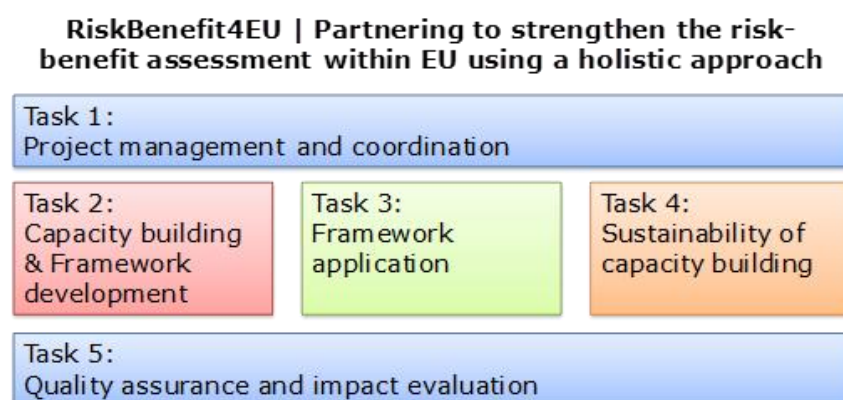 RiskBenefit4EU | Partnering to strengthen the risk-
benefit assessment within EU using a holistic approach
Task 1:
Project management and coordination
Task 2:
Capacity building
& Framework
development
Task 3:
Framework
application
Task 4:
Sustainability of
capacity building
Task 5:
Quality assurance and impact evaluation